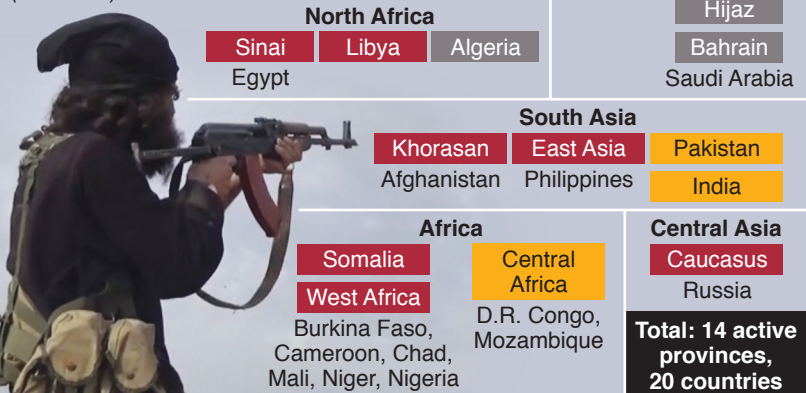 North Africa
Sinai Libya Algeria
Egypt
Hijaz
Bahrain
Saudi Arabia
South Asia
Khorasan East Asia Pakistan
Afghanistan Philippines India
Africa
Somalia
West Africa
Burkina Faso,
Cameroon, Chad,
Mali, Niger, Nigeria
Central
Africa
D.R. Congo,
Mozambique
Central Asia
Caucasus
Russia
Total: 14 active
provinces,
20 countries